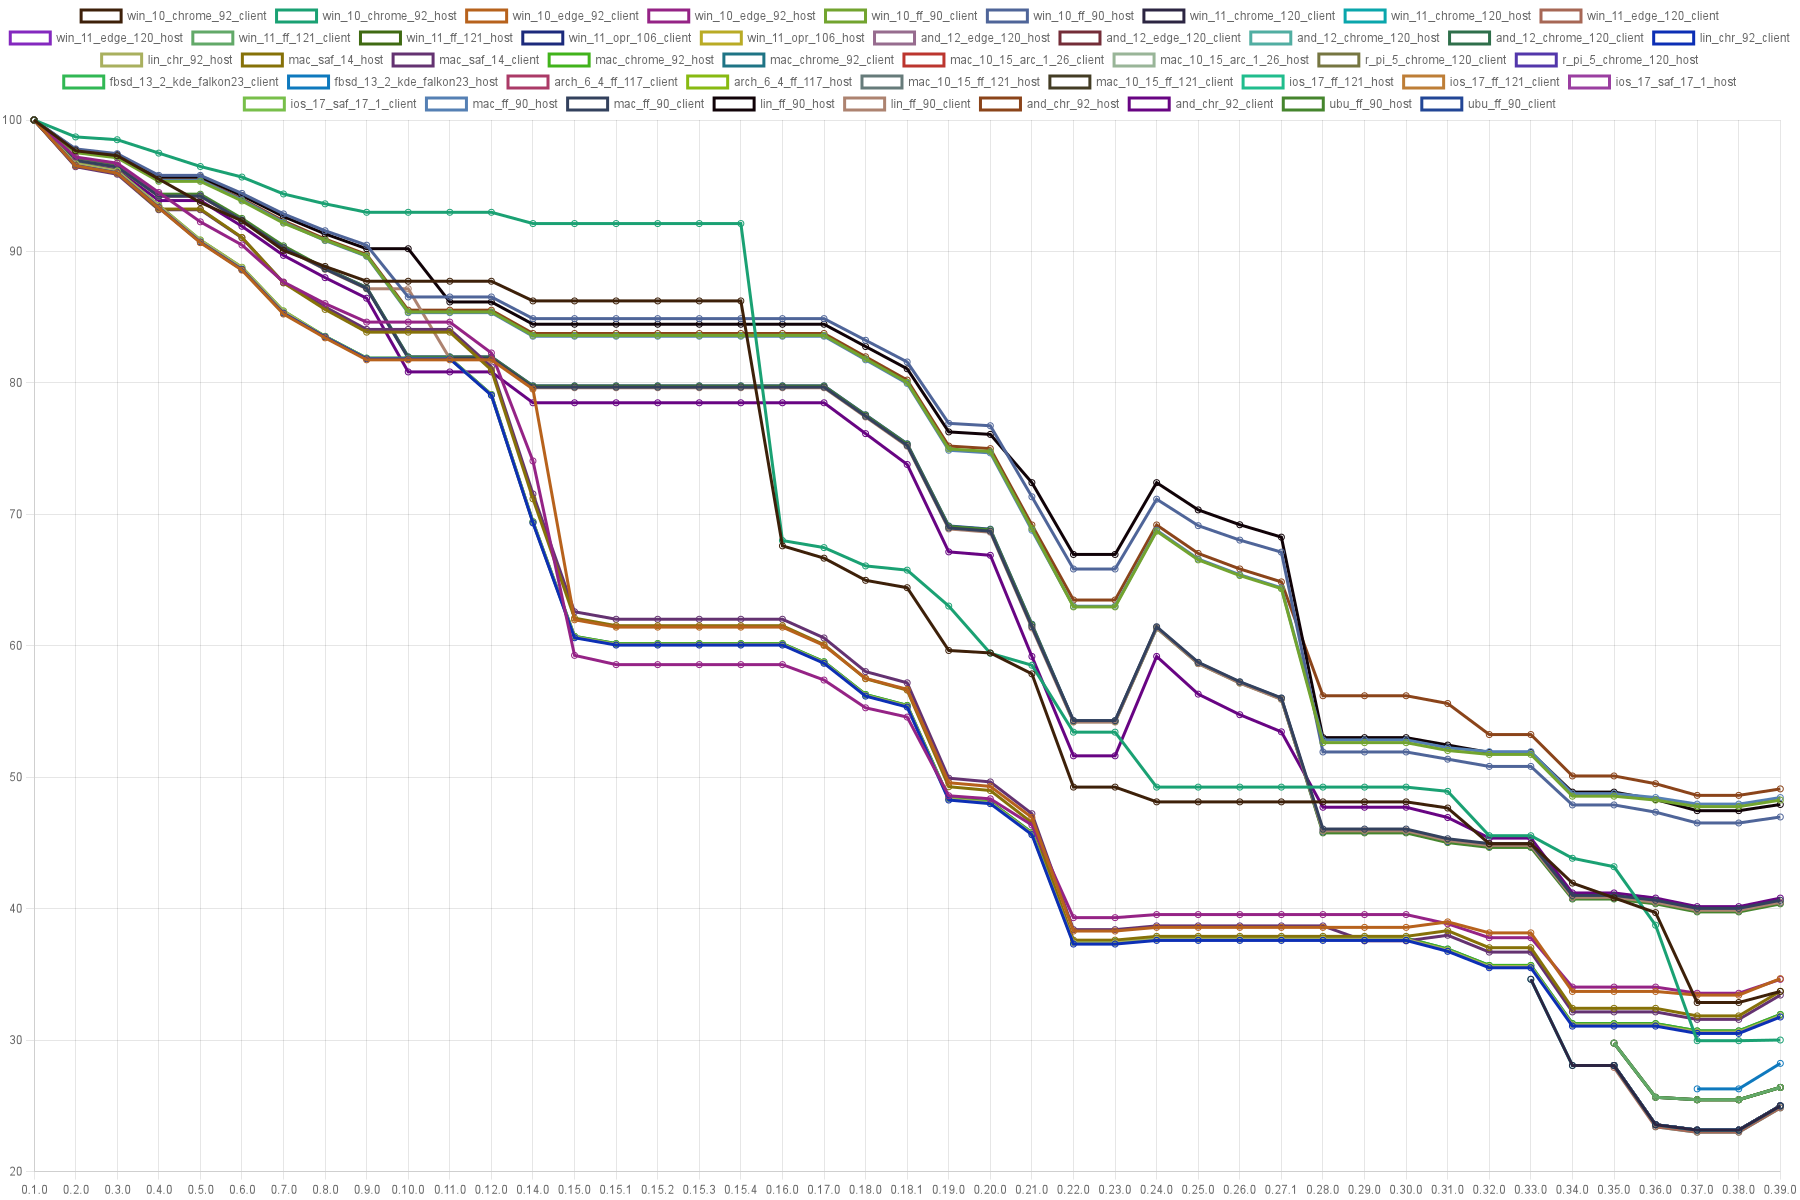 win_10_chrome_92_client win_10_chrome_92_host win_10_edge_92_client win_10_edge_92_host win_10_ff_90_client win_10_ff_90_host win_11_chrome_120_client win_11_chrome_120_host win_11_edge_120_client
win_11_edge_120_host win_11_ff_121_client win_11_ff_121_host win_11_opr_106_client win_11_opr_106_host and_12_edge_120_host and_12_edge_120_client and_12_chrome_120_host and_12_chrome_120_client lin_chr_92_client
lin_chr_92_host mac_saf_14_host mac_saf_14_client mac_chrome_92_host mac_chrome_92_client mac_10_15_arc_1_26_client mac_10_15_arc_1_26_host r_pi_5_chrome_120_client r_pi_5_chrome_120_host
fbsd_13_2_kde_falkon23_client fbsd_13_2_kde_falkon23_host arch_6_4_ff_117_client arch_6_4_ff_117_host mac_10_15_ff_121_host mac_10_15_ff_121_client ios_17_ff_121_host ios_17_ff_121_client ios_17_saf_17_1_host
ios_17_saf_17_1_client mac_ff_90_host mac_ff_90_client lin_ff_90_host lin_ff_90_client and_chr_92_host and_chr_92_client ubu_ff_90_host ubu_ff_90_client
100
90
80
70
60
50
40
30
20
0.1.0 0.2.0 0.3.0 0.4.0 0.5.0 0.6.0 0.7.0 0.8.0 0.9.0 0.10.0 0.11.0 0.12.0 0.14.0 0.15.0 0.15.1 0.15.2 0.15.3 0.15.4 0.16.0 0.17.0 0.18.0 0.18.1 0.19.0 0.20.0 0.21.0 0.22.0 0.23.0 0.24.0 0.25.0 0.26.0 0.27.1 0.28.0 0.29.0 0.30.0 0.31.0 0.32.0 0.33.0 0.34.0 0.35.0 0.36.0 0.37.0 0.38.0 0.39.0